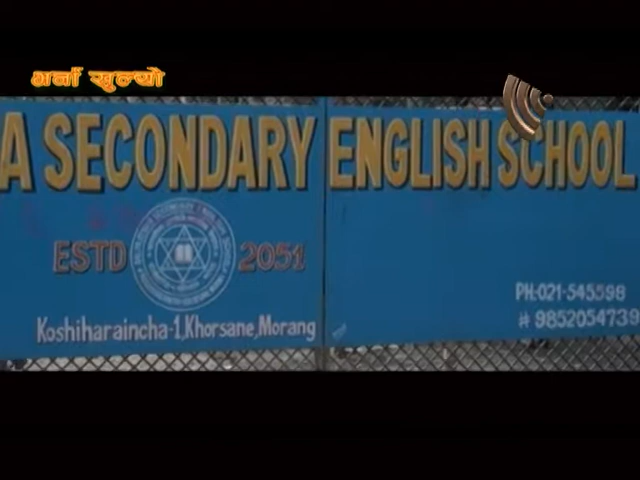 भर्ना खुल्यो
A SECONDARY ENGLISH SCHOOL
ESTD 2051
PH:021-545598
Koshiharaincha-1,Khorsane,Morang
# 9852054739